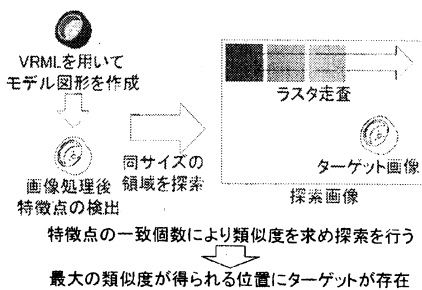 VRMLを用いて
モデル図形を作成
画像処理後
特徴点の検出
同サイズの
領域を探索
ラスタ走査
ターゲット画像
探索画像
特徴点の一致個数により類似度を求め探索を行う
最大の類似度が得られる位置にターゲットが存在